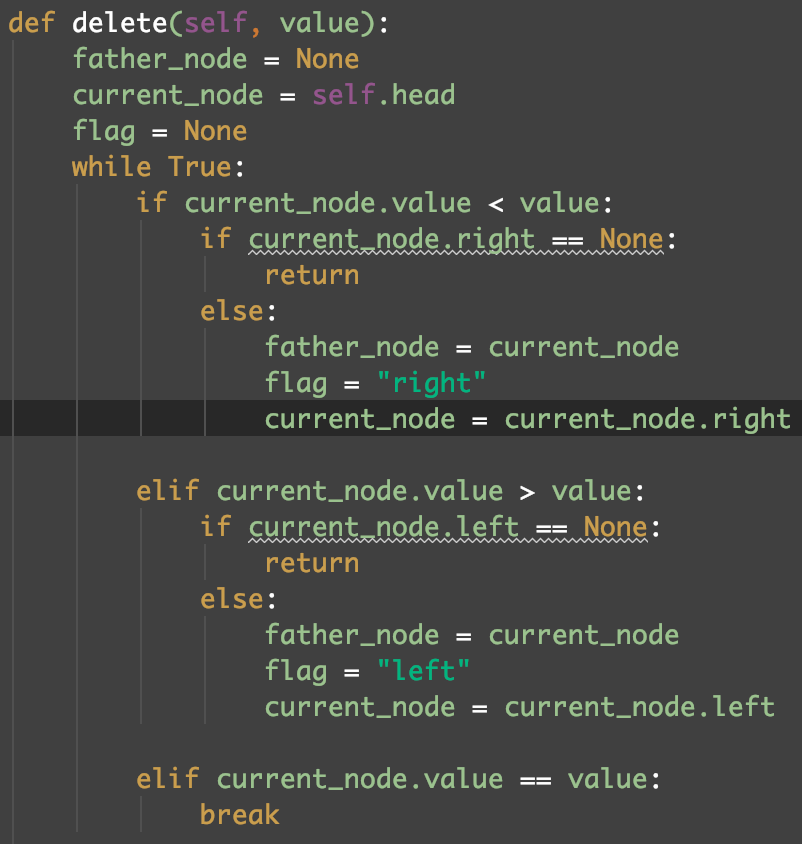 def delete(self, value):
    father_node = None
    current_node = self.head
    flag = None
    while True:
        if current_node.value < value:
            if current_node.right == None:
                return
            else:
                father_node = current_node
                flag = "right"
                current_node = current_node.right
        elif current_node.value > value:
            if current_node.left == None:
                return
            else:
                father_node = current_node
                flag = "left"
                current_node = current_node.left
        elif current_node.value == value:
            break